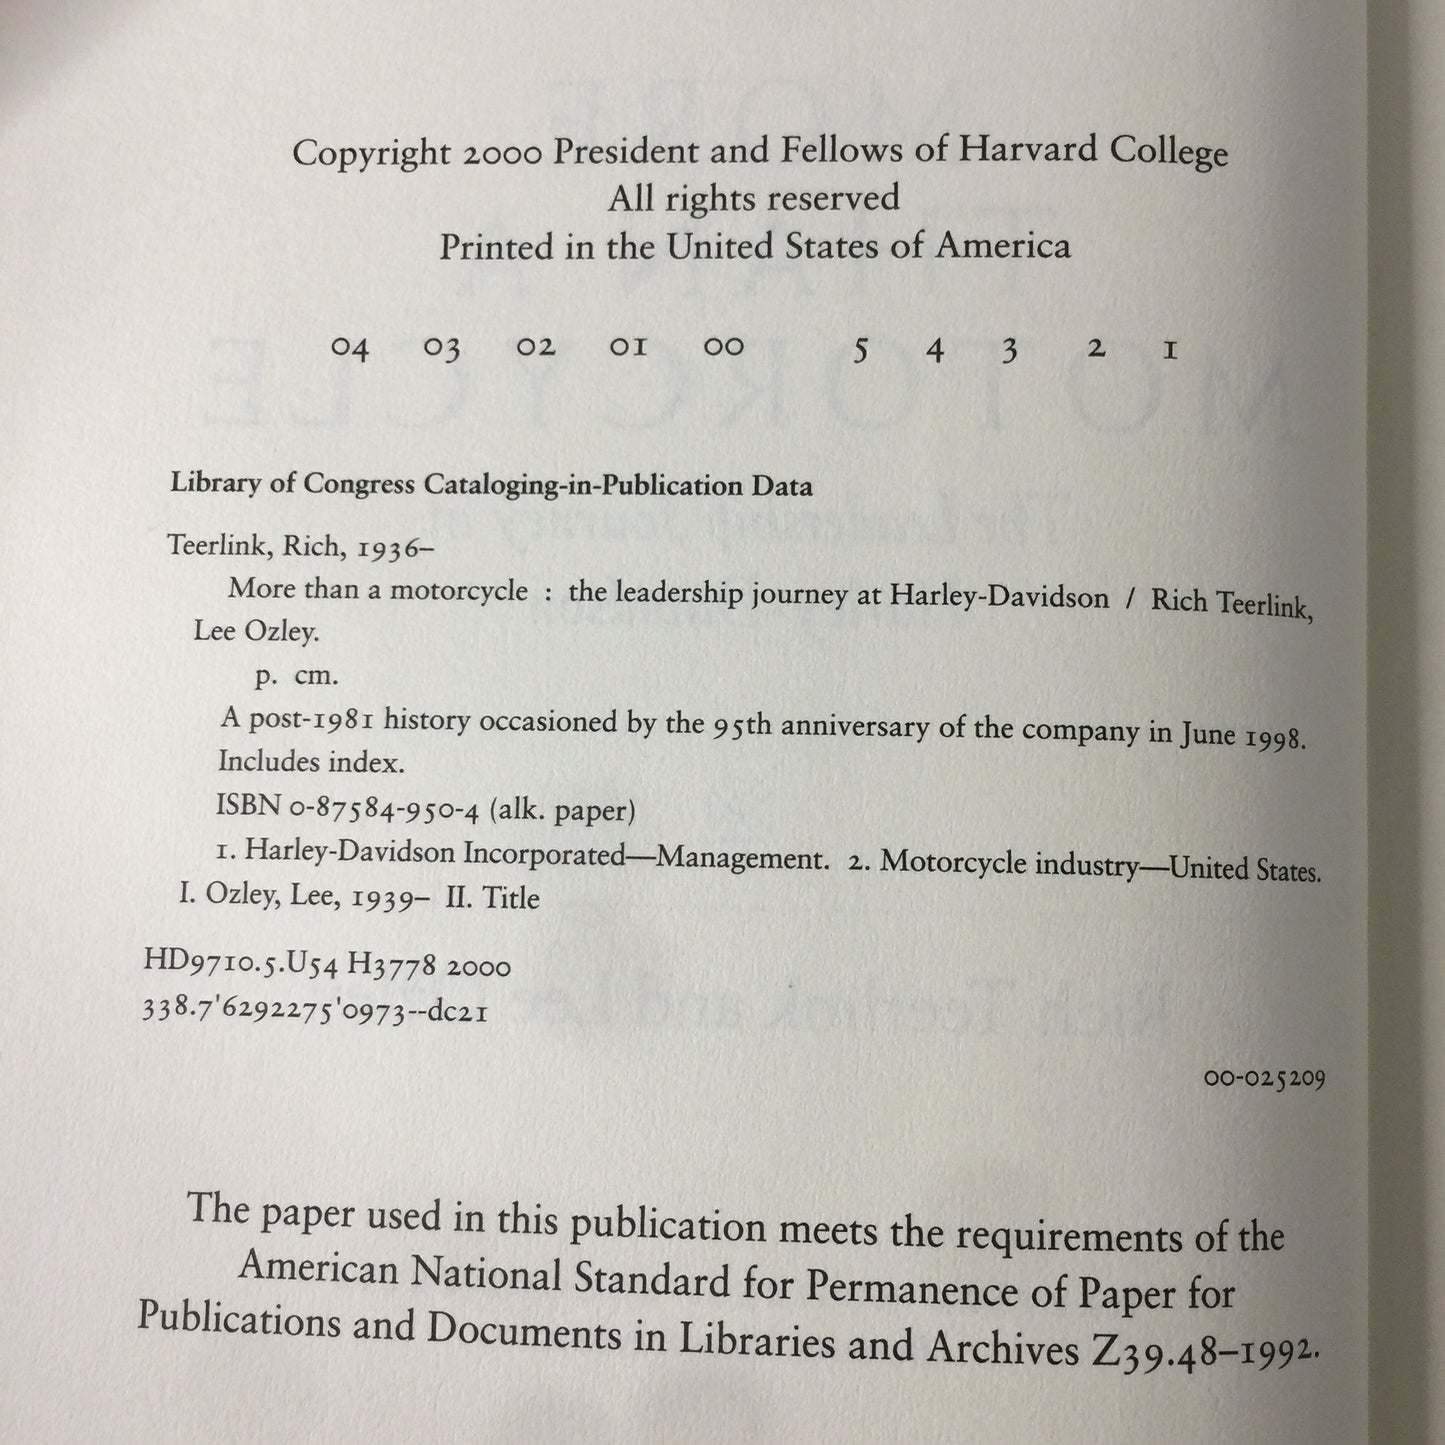 Copyright 2000 President and Fellows of Harvard College
All rights reserved
Printed in the United States of America
04 03 02 01 00 5 4 3 2 1
Library of Congress Cataloging-in-Publication Data
Teerlink, Rich, 1936–
More than a motorcycle : the leadership journey at Harley-Davidson / Rich Teerlink,
Lee Ozley.
p. cm.
A post-1981 history occasioned by the 95th anniversary of the company in June 1998.
Includes index.
ISBN 0-87584-950-4 (alk. paper)
1. Harley-Davidson Incorporated—Management. 2. Motorcycle industry—United States.
I. Ozley, Lee, 1939– II. Title
HD9710.5.U54 H3778 2000
338.7'6292275'0973--dc21
00-025209
The paper used in this publication meets the requirements of the
American National Standard for Permanence of Paper for
Publications and Documents in Libraries and Archives Z39.48–1992.